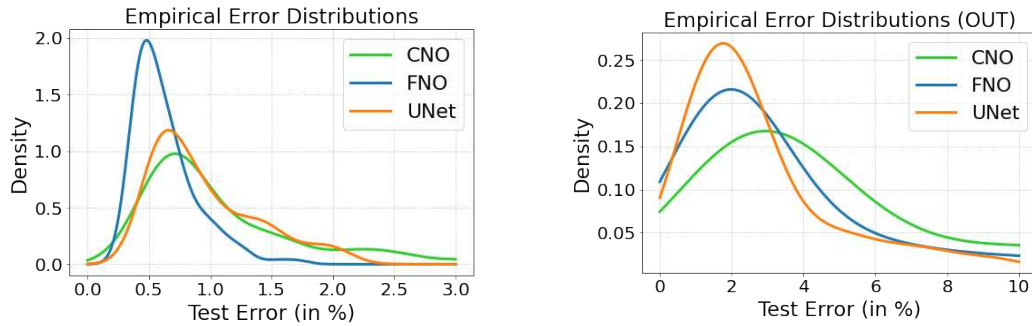 Empirical Error Distributions
2.0
1.5
1.0
0.5
0.0
Density
CNO
FNO
UNet
0.0 0.5 1.0 1.5 2.0 2.5 3.0
Test Error (in %)
Empirical Error Distributions (OUT)
0.25
0.20
0.15
0.10
0.05
Density
CNO
FNO
UNet
0 2 4 6 8 10
Test Error (in %)